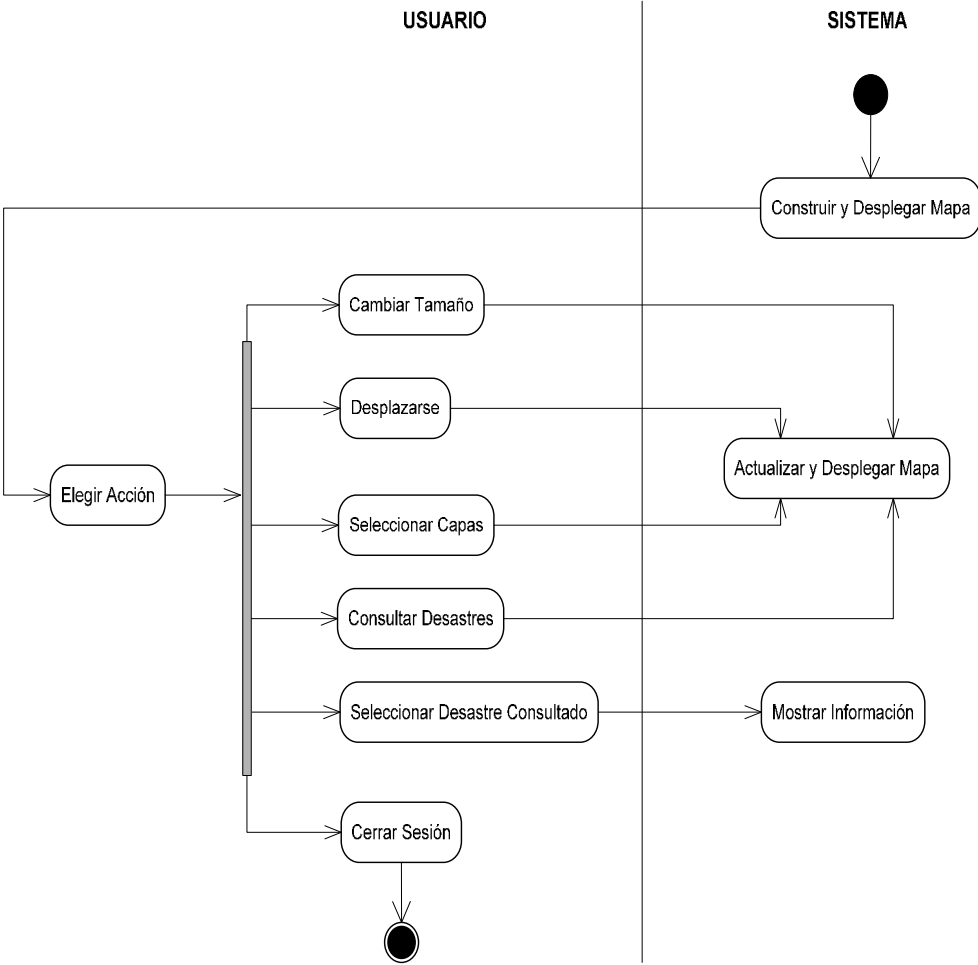 USUARIO
SISTEMA
Construir y Desplegar Mapa
Cambiar Tamaño
Desplazarse
Actualizar y Desplegar Mapa
Elegir Acción
Seleccionar Capas
Consultar Desastres
Seleccionar Desastre Consultado
Mostrar Información
Cerrar Sesión